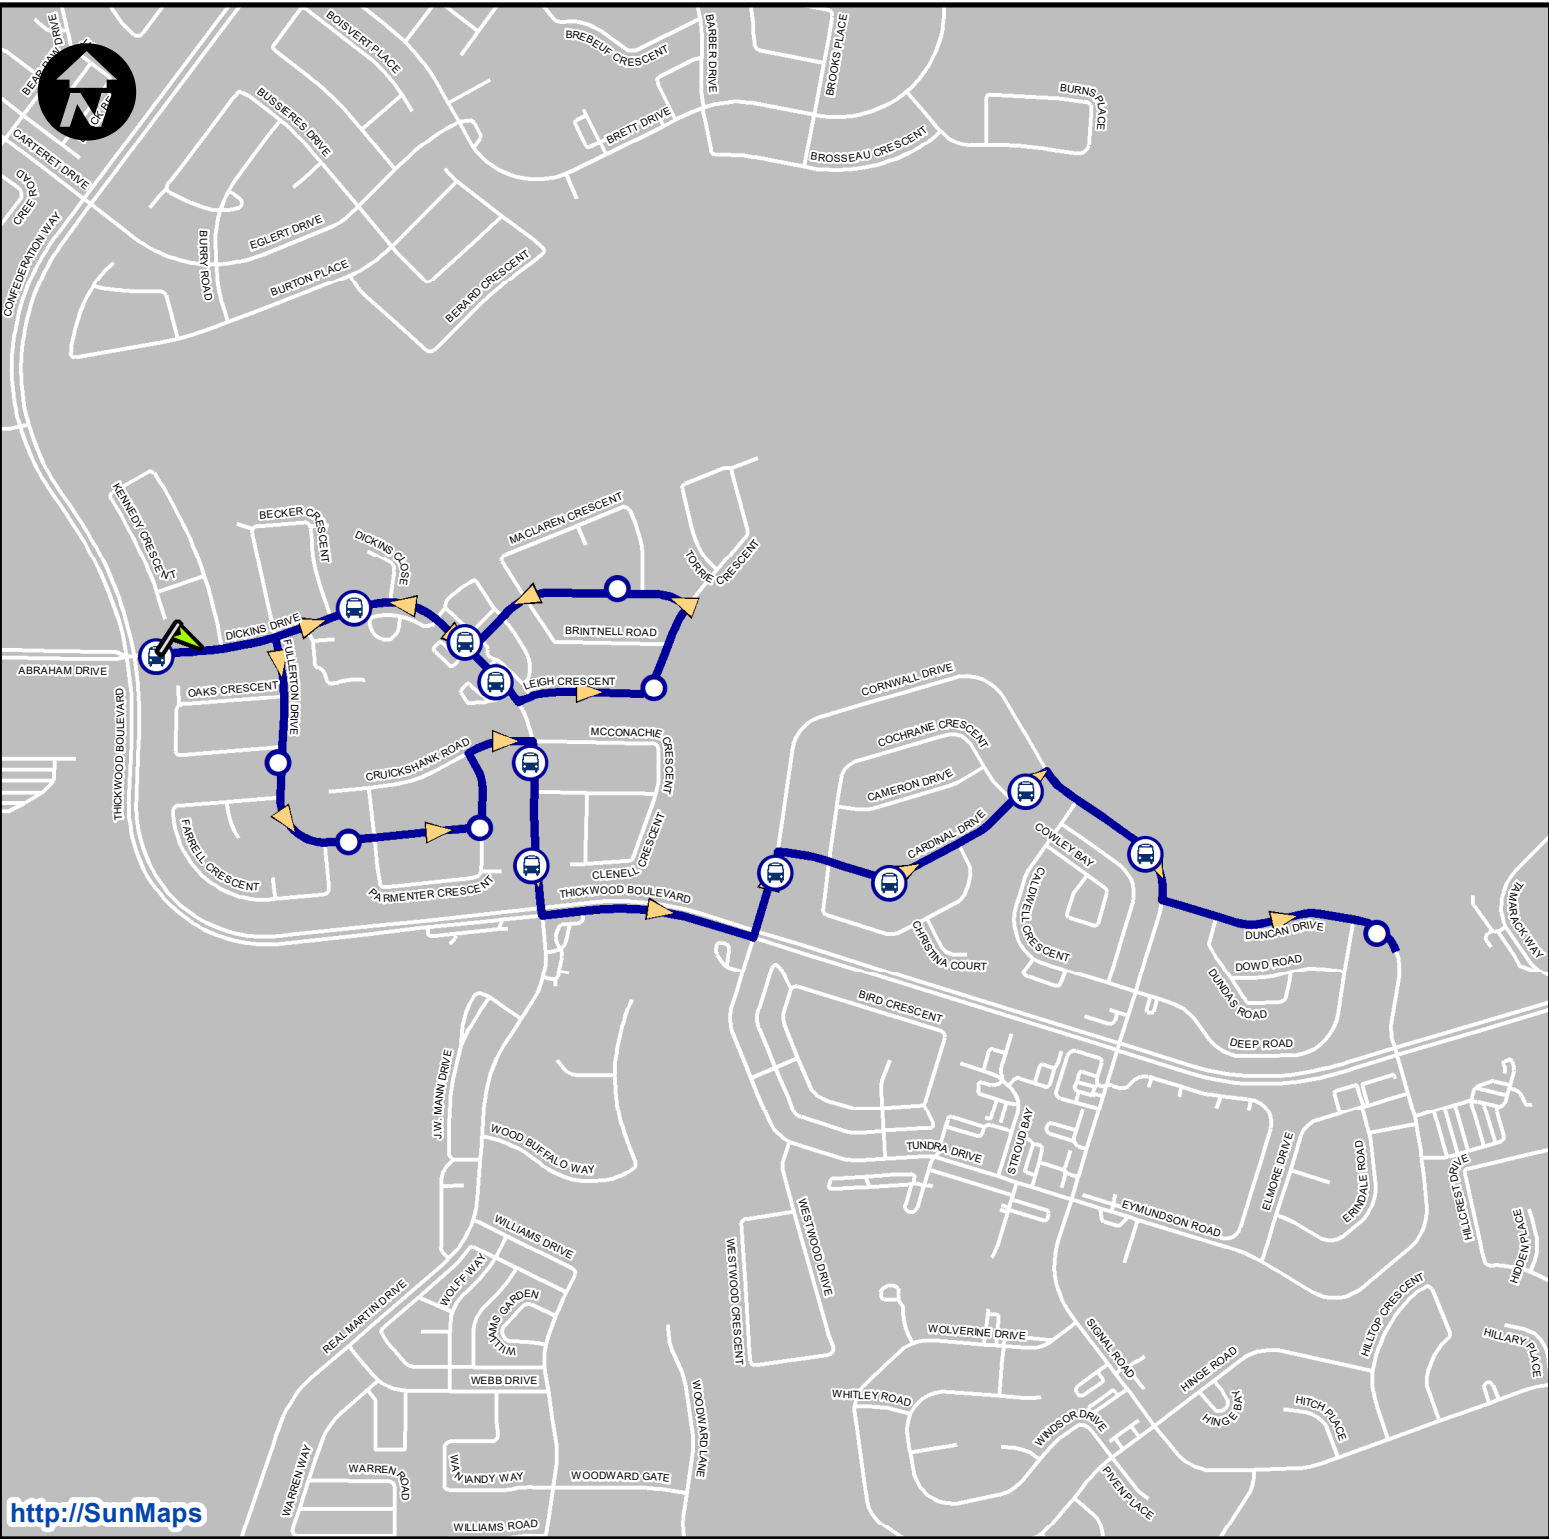 BEAR PAW DRIVE
BOISVERT PLACE
BREBEUF CRESCENT
BARBER DRIVE
BROOKS PLACE
BURNS PLACE
N
BUSSIERES DRIVE
BRETT DRIVE
BROSSEAU CRESCENT
CARTERET DRIVE
CREE ROAD
CONFEDERATION WAY
BURRY ROAD
EGLERT DRIVE
BURTON PLACE
BERARD CRESCENT
KENNEDY CRESCENT
BECKER CRESCENT
DICKINS CLOSE
MACLAREN CRESCENT
TORRIE CRESCENT
DICKINS DRIVE
BRINTNELL ROAD
ABRAHAM DRIVE
FULLERTON DRIVE
OAKS CRESCENT
LEIGH CRESCENT
THICKWOOD BOULEVARD
CORNWALL DRIVE
MCCONACHIE CRESCENT
COCHRANE CRESCENT
CRUICKSHANK ROAD
CAMERON DRIVE
CARDINAL DRIVE
COWLEY BAY
FARRELL CRESCENT
CLENELL CRESCENT
PARMENTER CRESCENT
THICKWOOD BOULEVARD
CALDWELL CRESCENT
TAMARACK WAY
CHRISTINA COURT
DUNCAN DRIVE
DOWD ROAD
DUNDAS ROAD
BIRD CRESCENT
DEEP ROAD
J.W. MANN DRIVE
WOOD BUFFALO WAY
TUNDRA DRIVE
STROUD BAY
ELMORE DRIVE
ERINDALE ROAD
HILLCREST DRIVE
EYMUNDSON ROAD
HIDDEN PLACE
WESTWOOD DRIVE
WESTWOOD CRESCENT
WILLIAMS DRIVE
WOLFF WAY
REAL MARTIN DRIVE
WILLIAMS GARDEN
WOLVERINE DRIVE
SIGNAL ROAD
HILLTOP CRESCENT
HILLARY PLACE
HINGE ROAD
WEBB DRIVE
WHITLEY ROAD
HINGE BAY
HITCH PLACE
WOODWARD LANE
WINDSOR DRIVE
WARREN WAY
WARREN ROAD
WOODWARD GATE
PIVEN PLACE
http://SunMaps
WILLIAMS ROAD